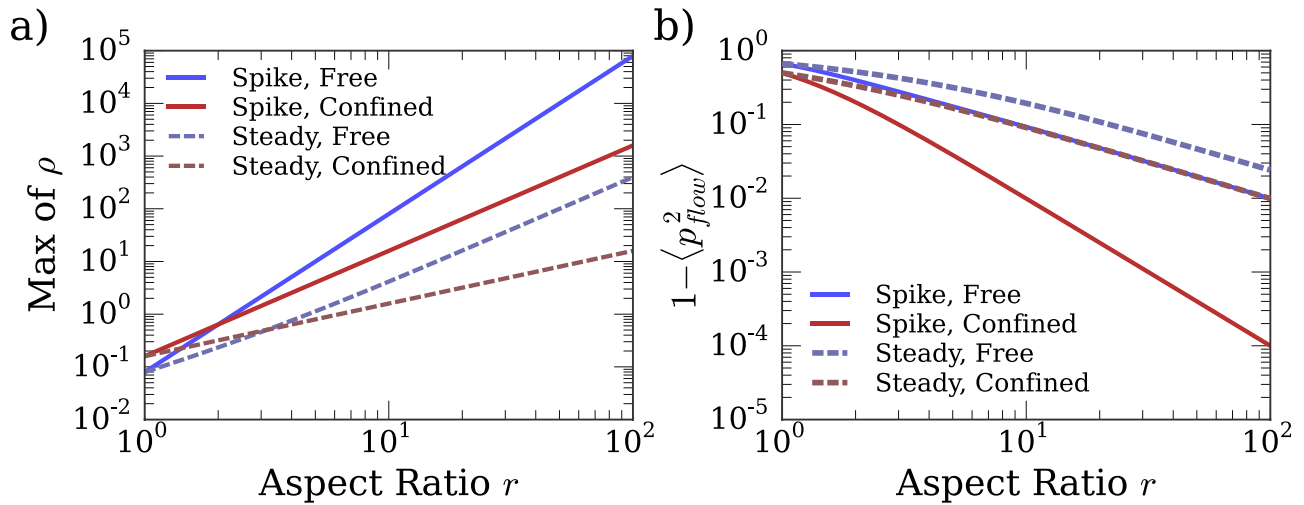 a)
Max of ρ
10^5
10^4
10^3
10^2
10^1
10^0
10^-1
10^-2
Spike, Free
Spike, Confined
Steady, Free
Steady, Confined
10^0 10^1 10^2
Aspect Ratio r
b)
1−⟨p^2_flow⟩
10^0
10^-1
10^-2
10^-3
10^-4
10^-5
Spike, Free
Spike, Confined
Steady, Free
Steady, Confined
10^0 10^1 10^2
Aspect Ratio r